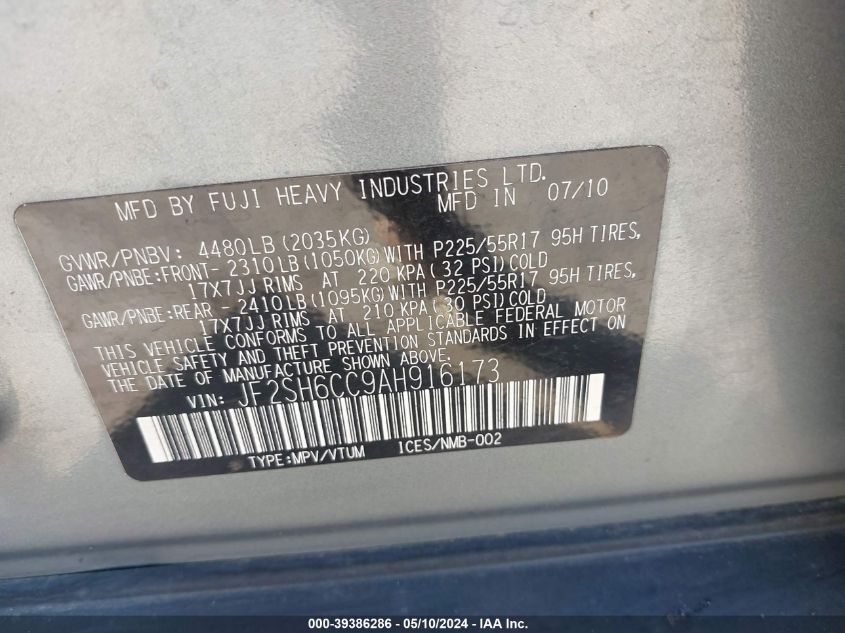 MFD BY FUJI HEAVY INDUSTRIES LTD.
MFD IN 07/10
GVWR/PNBV: 4480LB(2035KG)
GAWR/PNBE:FRONT- 2310LB(1050KG)WITH P225/55R17 95H TIRES,
17X7JJ RIMS AT 220 KPA( 32 PSI)COLD
GAWR/PNBE:REAR - 2410LB(1095KG)WITH P225/55R17 95H TIRES,
17X7JJ RIMS AT 210 KPA( 30 PSI)COLD
THIS VEHICLE CONFORMS TO ALL APPLICABLE FEDERAL MOTOR
VEHICLE SAFETY AND THEFT PREVENTION STANDARDS IN EFFECT ON
THE DATE OF MANUFACTURE SHOWN ABOVE.
VIN: JF2SH6CC9AH916173
TYPE:MPV/VTUM ICES/NMB-002
000-39386286 - 05/10/2024 - IAA Inc.